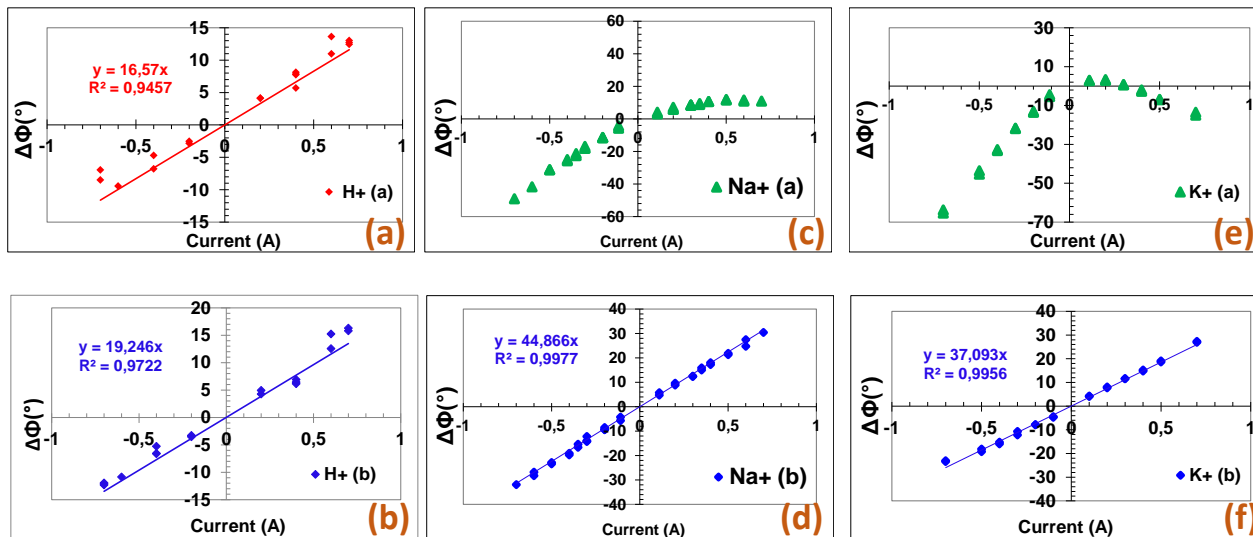 15
10
5
0
-5
-10
-15
-1
-0,5
0
0,5
1
ΔΦ(°)
Current (A)
y = 16,57x
R² = 0,9457
H+ (a)
(a)
60
40
20
0
-20
-40
-60
-1
-0,5
0
0,5
1
ΔΦ(°)
Current (A)
Na+ (a)
(c)
30
10
-10
-30
-50
-70
-1
-0,5
0
0,5
1
ΔΦ(°)
Current (A)
K+ (a)
(e)
20
15
10
5
0
-5
-10
-15
-1
-0,5
0
0,5
1
ΔΦ(°)
Current (A)
y = 19,246x
R² = 0,9722
H+ (b)
(b)
40
30
20
10
0
-10
-20
-30
-40
-1
-0,5
0
0,5
1
ΔΦ(°)
Current (A)
y = 44,866x
R² = 0,9977
Na+ (b)
(d)
40
30
20
10
0
-10
-20
-30
-40
-1
-0,5
0
0,5
1
ΔΦ(°)
Current (A)
y = 37,093x
R² = 0,9956
K+ (b)
(f)